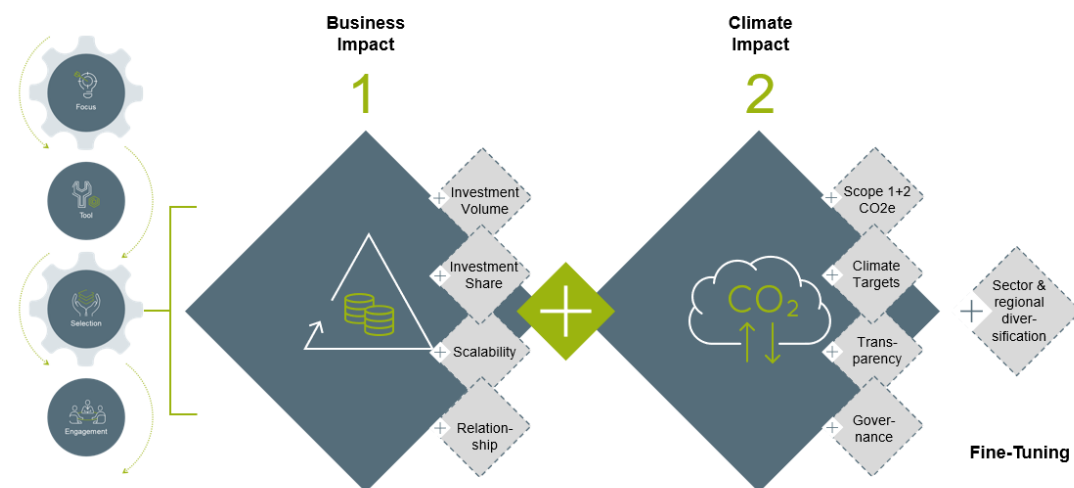 Focus
Tool
Selection
Engagement
Business
Impact
1
Investment
Volume
Investment
Share
Scalability
Relation-
ship
Climate
Impact
2
CO2
Scope 1+2
CO2e
Climate
Targets
Trans-
parency
Gover-
nance
Sector &
regional
diver-
sification
Fine-Tuning